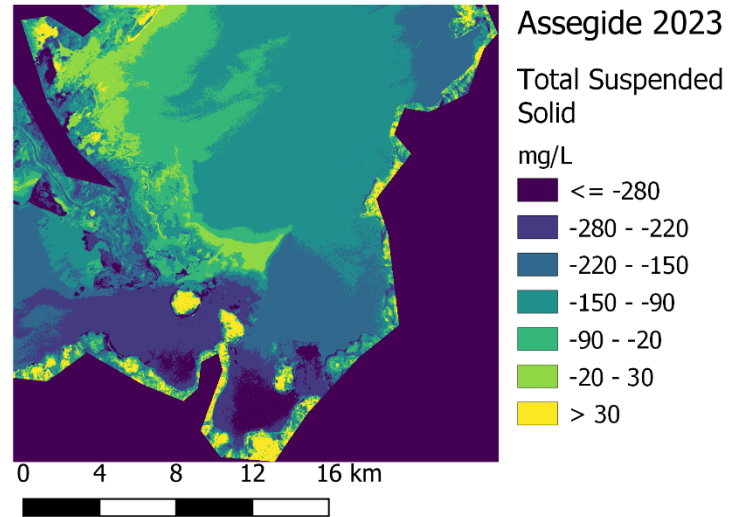 Assegide 2023
Total Suspended
Solid
mg/L
<= -280
-280 - -220
-220 - -150
-150 - -90
-90 - -20
-20 - 30
> 30
0 4 8 12 16 km